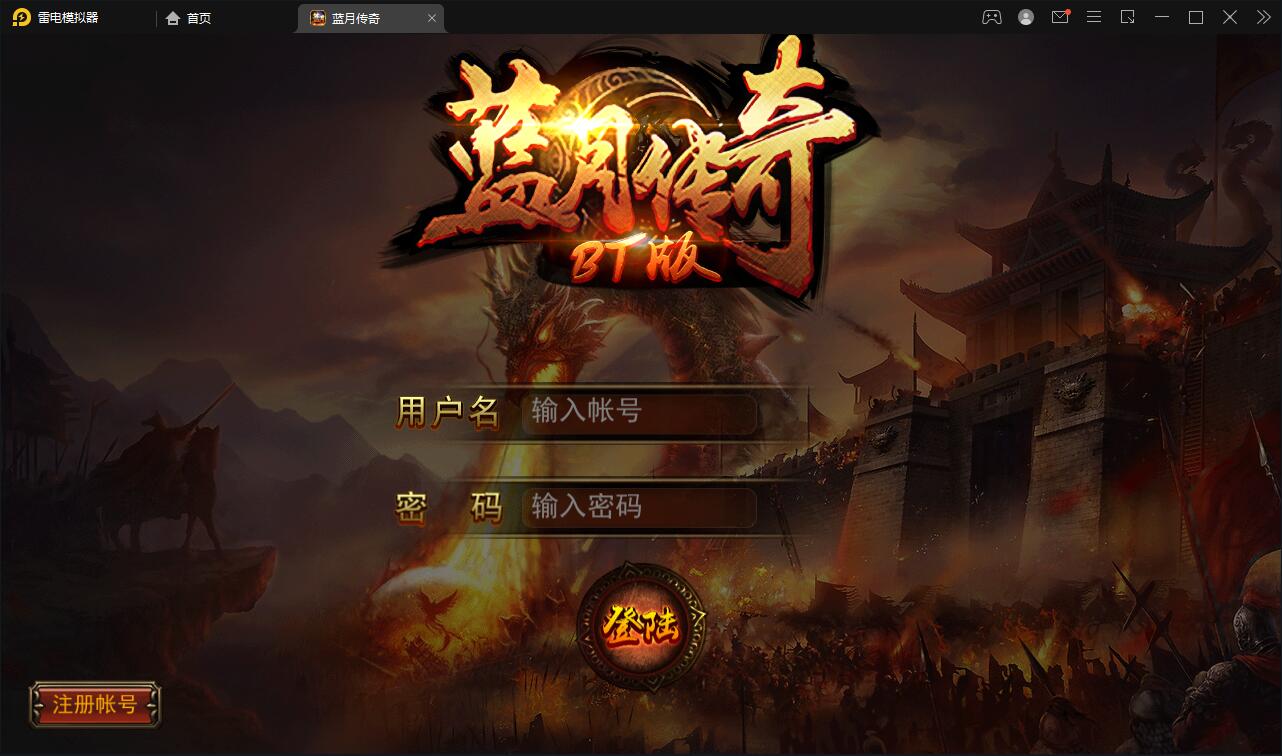 雷电模拟器
首页
蓝月传奇
蓝月传奇
BT版
用户名 输入帐号
密 码 输入密码
登陆
注册帐号